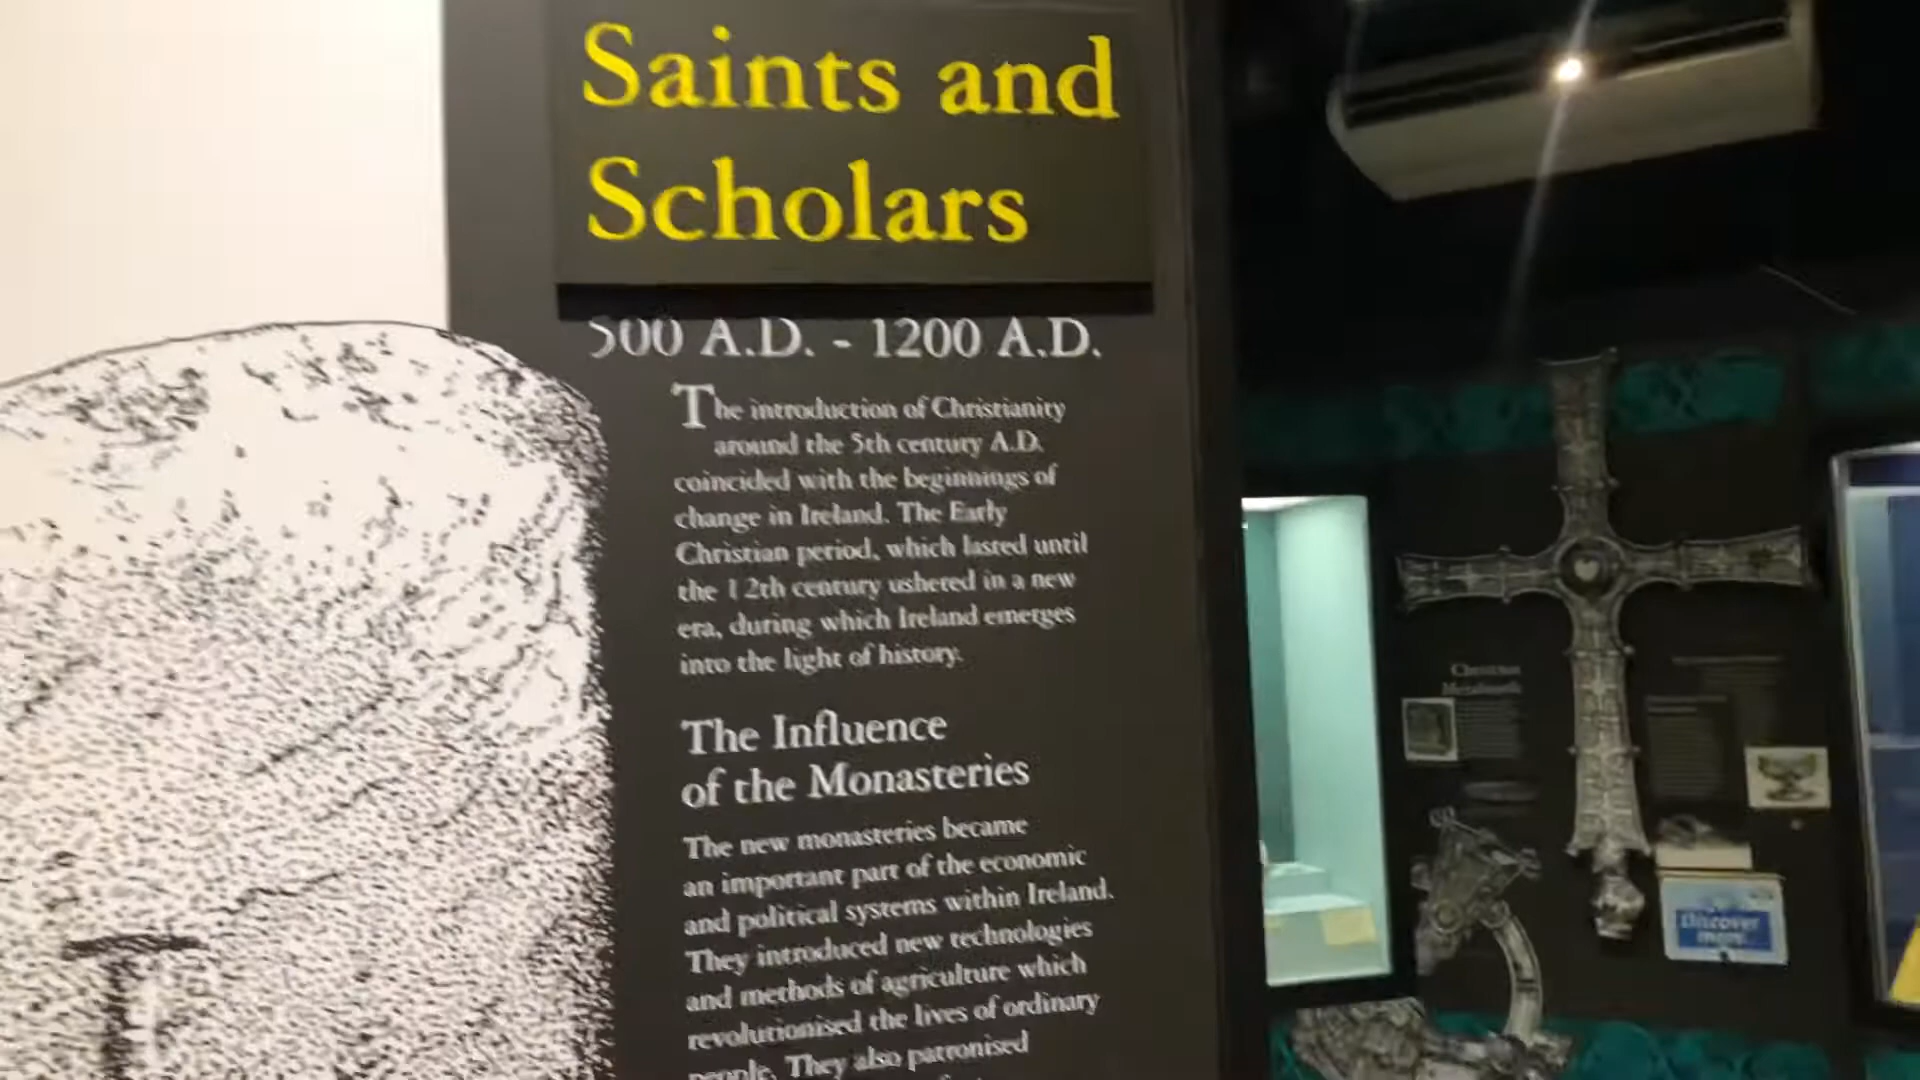 Saints and
Scholars
500 A.D. - 1200 A.D.
The introduction of Christianity
around the 5th century A.D.
coincided with the beginnings of
change in Ireland. The Early
Christian period, which lasted until
the 12th century ushered in a new
era, during which Ireland emerges
into the light of history.
The Influence
of the Monasteries
The new monasteries became
an important part of the economic
and political systems within Ireland.
They introduced new technologies
and methods of agriculture which
revolutionised the lives of ordinary
people. They also patronised
Christian
Metalwork
Discover
more